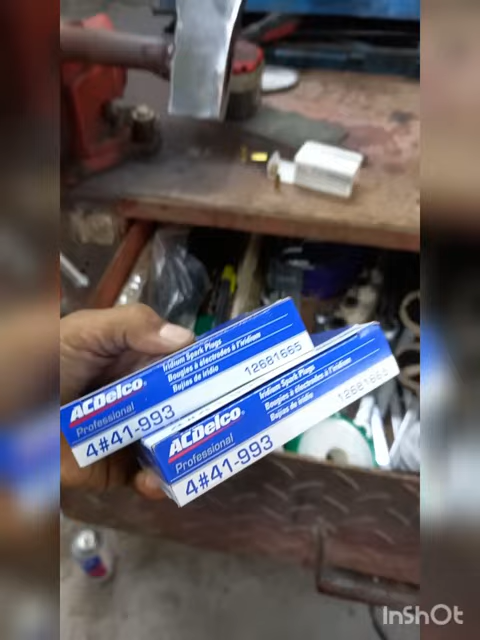 Iridium Spark Plugs
Bougies à électrodes à l'iridium
Bujías de iridio
12681665
ACDelco
Professional
4#41-993
Iridium Spark Plugs
Bougies à électrodes à l'iridium
Bujías de iridio
ACDelco
Professional
4#41-993
InShOt